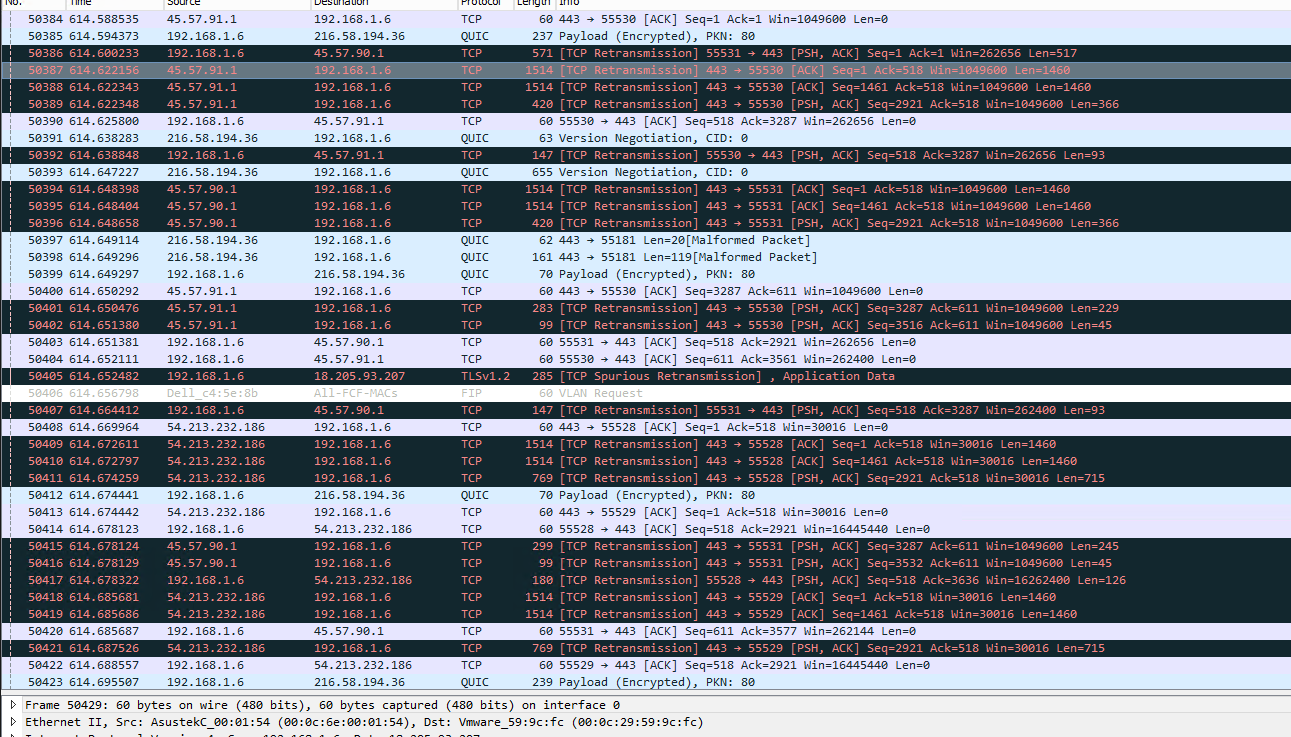 No. Time Source Destination Protocol Length Info
50384 614.588535 45.57.91.1 192.168.1.6 TCP 60 443 → 55530 [ACK] Seq=1 Ack=1 Win=1049600 Len=0
50385 614.594373 192.168.1.6 216.58.194.36 QUIC 237 Payload (Encrypted), PKN: 80
50386 614.600233 192.168.1.6 45.57.90.1 TCP 571 [TCP Retransmission] 55531 → 443 [PSH, ACK] Seq=1 Ack=1 Win=262656 Len=517
50387 614.622156 45.57.91.1 192.168.1.6 TCP 1514 [TCP Retransmission] 443 → 55530 [ACK] Seq=1 Ack=518 Win=1049600 Len=1460
50388 614.622343 45.57.91.1 192.168.1.6 TCP 1514 [TCP Retransmission] 443 → 55530 [ACK] Seq=1461 Ack=518 Win=1049600 Len=1460
50389 614.622348 45.57.91.1 192.168.1.6 TCP 420 [TCP Retransmission] 443 → 55530 [PSH, ACK] Seq=2921 Ack=518 Win=1049600 Len=366
50390 614.625800 192.168.1.6 45.57.91.1 TCP 60 55530 → 443 [ACK] Seq=518 Ack=3287 Win=262656 Len=0
50391 614.638283 216.58.194.36 192.168.1.6 QUIC 63 Version Negotiation, CID: 0
50392 614.638848 192.168.1.6 45.57.91.1 TCP 147 [TCP Retransmission] 55530 → 443 [PSH, ACK] Seq=518 Ack=3287 Win=262656 Len=93
50393 614.647227 216.58.194.36 192.168.1.6 QUIC 655 Version Negotiation, CID: 0
50394 614.648398 45.57.90.1 192.168.1.6 TCP 1514 [TCP Retransmission] 443 → 55531 [ACK] Seq=1 Ack=518 Win=1049600 Len=1460
50395 614.648404 45.57.90.1 192.168.1.6 TCP 1514 [TCP Retransmission] 443 → 55531 [ACK] Seq=1461 Ack=518 Win=1049600 Len=1460
50396 614.648658 45.57.90.1 192.168.1.6 TCP 420 [TCP Retransmission] 443 → 55531 [PSH, ACK] Seq=2921 Ack=518 Win=1049600 Len=366
50397 614.649114 216.58.194.36 192.168.1.6 QUIC 62 443 → 55181 Len=20[Malformed Packet]
50398 614.649296 216.58.194.36 192.168.1.6 QUIC 161 443 → 55181 Len=119[Malformed Packet]
50399 614.649297 192.168.1.6 216.58.194.36 QUIC 70 Payload (Encrypted), PKN: 80
50400 614.650292 45.57.91.1 192.168.1.6 TCP 60 443 → 55530 [ACK] Seq=3287 Ack=611 Win=1049600 Len=0
50401 614.650476 45.57.91.1 192.168.1.6 TCP 283 [TCP Retransmission] 443 → 55530 [PSH, ACK] Seq=3287 Ack=611 Win=1049600 Len=229
50402 614.651380 45.57.91.1 192.168.1.6 TCP 99 [TCP Retransmission] 443 → 55530 [PSH, ACK] Seq=3516 Ack=611 Win=1049600 Len=45
50403 614.651381 192.168.1.6 45.57.90.1 TCP 60 55531 → 443 [ACK] Seq=518 Ack=2921 Win=262656 Len=0
50404 614.652111 192.168.1.6 45.57.91.1 TCP 60 55530 → 443 [ACK] Seq=611 Ack=3561 Win=262400 Len=0
50405 614.652482 192.168.1.6 18.205.93.207 TLSv1.2 285 [TCP Spurious Retransmission] , Application Data
50406 614.656798 Dell_c4:5e:8b All-FCF-MACs FIP 60 VLAN Request
50407 614.664412 192.168.1.6 45.57.90.1 TCP 147 [TCP Retransmission] 55531 → 443 [PSH, ACK] Seq=518 Ack=3287 Win=262400 Len=93
50408 614.669964 54.213.232.186 192.168.1.6 TCP 60 443 → 55528 [ACK] Seq=1 Ack=518 Win=30016 Len=0
50409 614.672611 54.213.232.186 192.168.1.6 TCP 1514 [TCP Retransmission] 443 → 55528 [ACK] Seq=1 Ack=518 Win=30016 Len=1460
50410 614.672797 54.213.232.186 192.168.1.6 TCP 1514 [TCP Retransmission] 443 → 55528 [ACK] Seq=1461 Ack=518 Win=30016 Len=1460
50411 614.674259 54.213.232.186 192.168.1.6 TCP 769 [TCP Retransmission] 443 → 55528 [PSH, ACK] Seq=2921 Ack=518 Win=30016 Len=715
50412 614.674441 192.168.1.6 216.58.194.36 QUIC 70 Payload (Encrypted), PKN: 80
50413 614.674442 54.213.232.186 192.168.1.6 TCP 60 443 → 55529 [ACK] Seq=1 Ack=518 Win=30016 Len=0
50414 614.678123 192.168.1.6 54.213.232.186 TCP 60 55528 → 443 [ACK] Seq=518 Ack=2921 Win=16445440 Len=0
50415 614.678124 45.57.90.1 192.168.1.6 TCP 299 [TCP Retransmission] 443 → 55531 [PSH, ACK] Seq=3287 Ack=611 Win=1049600 Len=245
50416 614.678129 45.57.90.1 192.168.1.6 TCP 99 [TCP Retransmission] 443 → 55531 [PSH, ACK] Seq=3532 Ack=611 Win=1049600 Len=45
50417 614.678322 192.168.1.6 54.213.232.186 TCP 180 [TCP Retransmission] 55528 → 443 [PSH, ACK] Seq=518 Ack=3636 Win=16262400 Len=126
50418 614.685681 54.213.232.186 192.168.1.6 TCP 1514 [TCP Retransmission] 443 → 55529 [ACK] Seq=1 Ack=518 Win=30016 Len=1460
50419 614.685686 54.213.232.186 192.168.1.6 TCP 1514 [TCP Retransmission] 443 → 55529 [ACK] Seq=1461 Ack=518 Win=30016 Len=1460
50420 614.685687 192.168.1.6 45.57.90.1 TCP 60 55531 → 443 [ACK] Seq=611 Ack=3577 Win=262144 Len=0
50421 614.687526 54.213.232.186 192.168.1.6 TCP 769 [TCP Retransmission] 443 → 55529 [PSH, ACK] Seq=2921 Ack=518 Win=30016 Len=715
50422 614.688557 192.168.1.6 54.213.232.186 TCP 60 55529 → 443 [ACK] Seq=518 Ack=2921 Win=16445440 Len=0
50423 614.695507 192.168.1.6 216.58.194.36 QUIC 239 Payload (Encrypted), PKN: 80
Frame 50429: 60 bytes on wire (480 bits), 60 bytes captured (480 bits) on interface 0
Ethernet II, Src: AsustekC_00:01:54 (00:0c:6e:00:01:54), Dst: Vmware_59:9c:fc (00:0c:29:59:9c:fc)